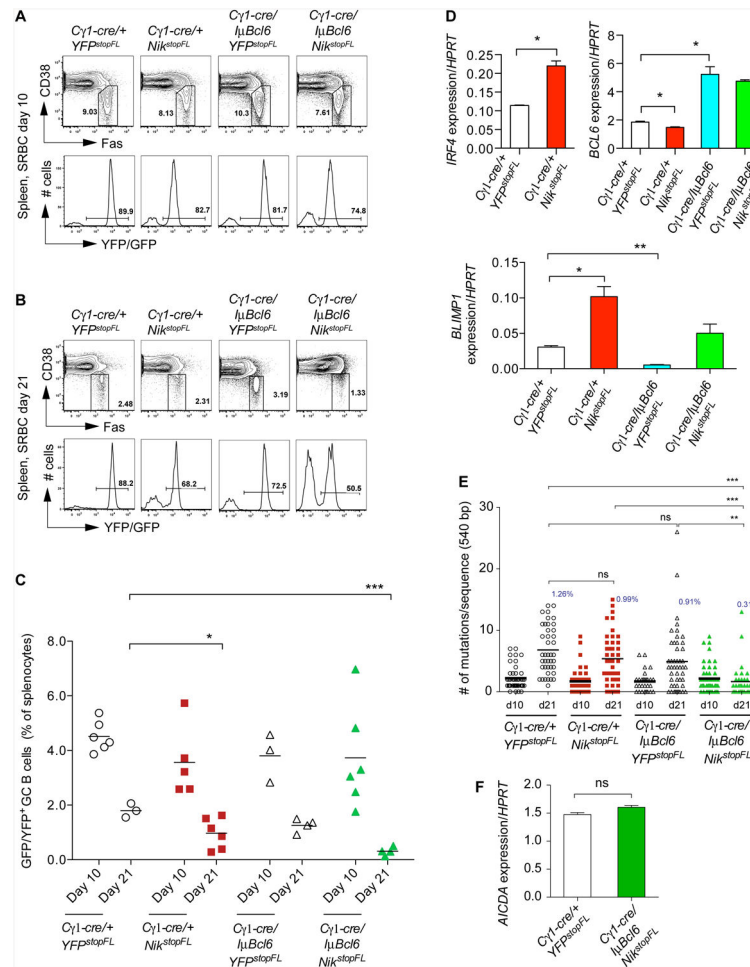 A
Cγ1-cre/+
YFPstopFL
Cγ1-cre/+
NikstopFL
Cγ1-cre/
IμBcl6
YFPstopFL
Cγ1-cre/
IμBcl6
NikstopFL
Spleen, SRBC day 10
CD38
9.03
8.13
10.3
7.61
Fas
# cells
89.9
82.7
81.7
74.8
YFP/GFP
B
Cγ1-cre/+
YFPstopFL
Cγ1-cre/+
NikstopFL
Cγ1-cre/
IμBcl6
YFPstopFL
Cγ1-cre/
IμBcl6
NikstopFL
Spleen, SRBC day 21
CD38
2.48
2.31
3.19
1.33
Fas
# cells
88.2
68.2
72.5
50.5
YFP/GFP
C
***
*
GFP/YFP+ GC B cells (% of splenocytes)
8.0
6.0
4.0
2.0
0
Day 10
Day 21
Day 10
Day 21
Day 10
Day 21
Day 10
Day 21
Cγ1-cre/+
YFPstopFL
Cγ1-cre/+
NikstopFL
Cγ1-cre/
IμBcl6
YFPstopFL
Cγ1-cre/
IμBcl6
NikstopFL
D
IRF4 expression/HPRT
0.25
0.20
0.15
0.10
0.05
0.00
*
Cγ1-cre/+
YFPstopFL
Cγ1-cre/+
NikstopFL
BCL6 expression/HPRT
8
6
4
2
0
*
*
Cγ1-cre/+
YFPstopFL
Cγ1-cre/+
NikstopFL
Cγ1-cre/IμBcl6
YFPstopFL
Cγ1-cre/IμBcl6
NikstopFL
BLIMP1
expression/HPRT
0.15
0.10
0.05
0.00
**
*
Cγ1-cre/+
YFPstopFL
Cγ1-cre/+
NikstopFL
Cγ1-cre/IμBcl6
YFPstopFL
Cγ1-cre/IμBcl6
NikstopFL
E
# of mutations/sequence (540 bp)
30
20
10
0
***
***
ns
**
ns
1.26%
0.99%
0.91%
0.31
d10
d21
d10
d21
d10
d21
d10
d21
Cγ1-cre/+
YFPstopFL
Cγ1-cre/+
NikstopFL
Cγ1-cre/
IμBcl6
YFPstopFL
Cγ1-cre/
IμBcl6
NikstopFL
F
AICDA expression/HPRT
2.0
1.5
1.0
0.5
0.0
ns
Cγ1-cre/+
YFPstopFL
Cγ1-cre/
IμBcl6
NikstopFL